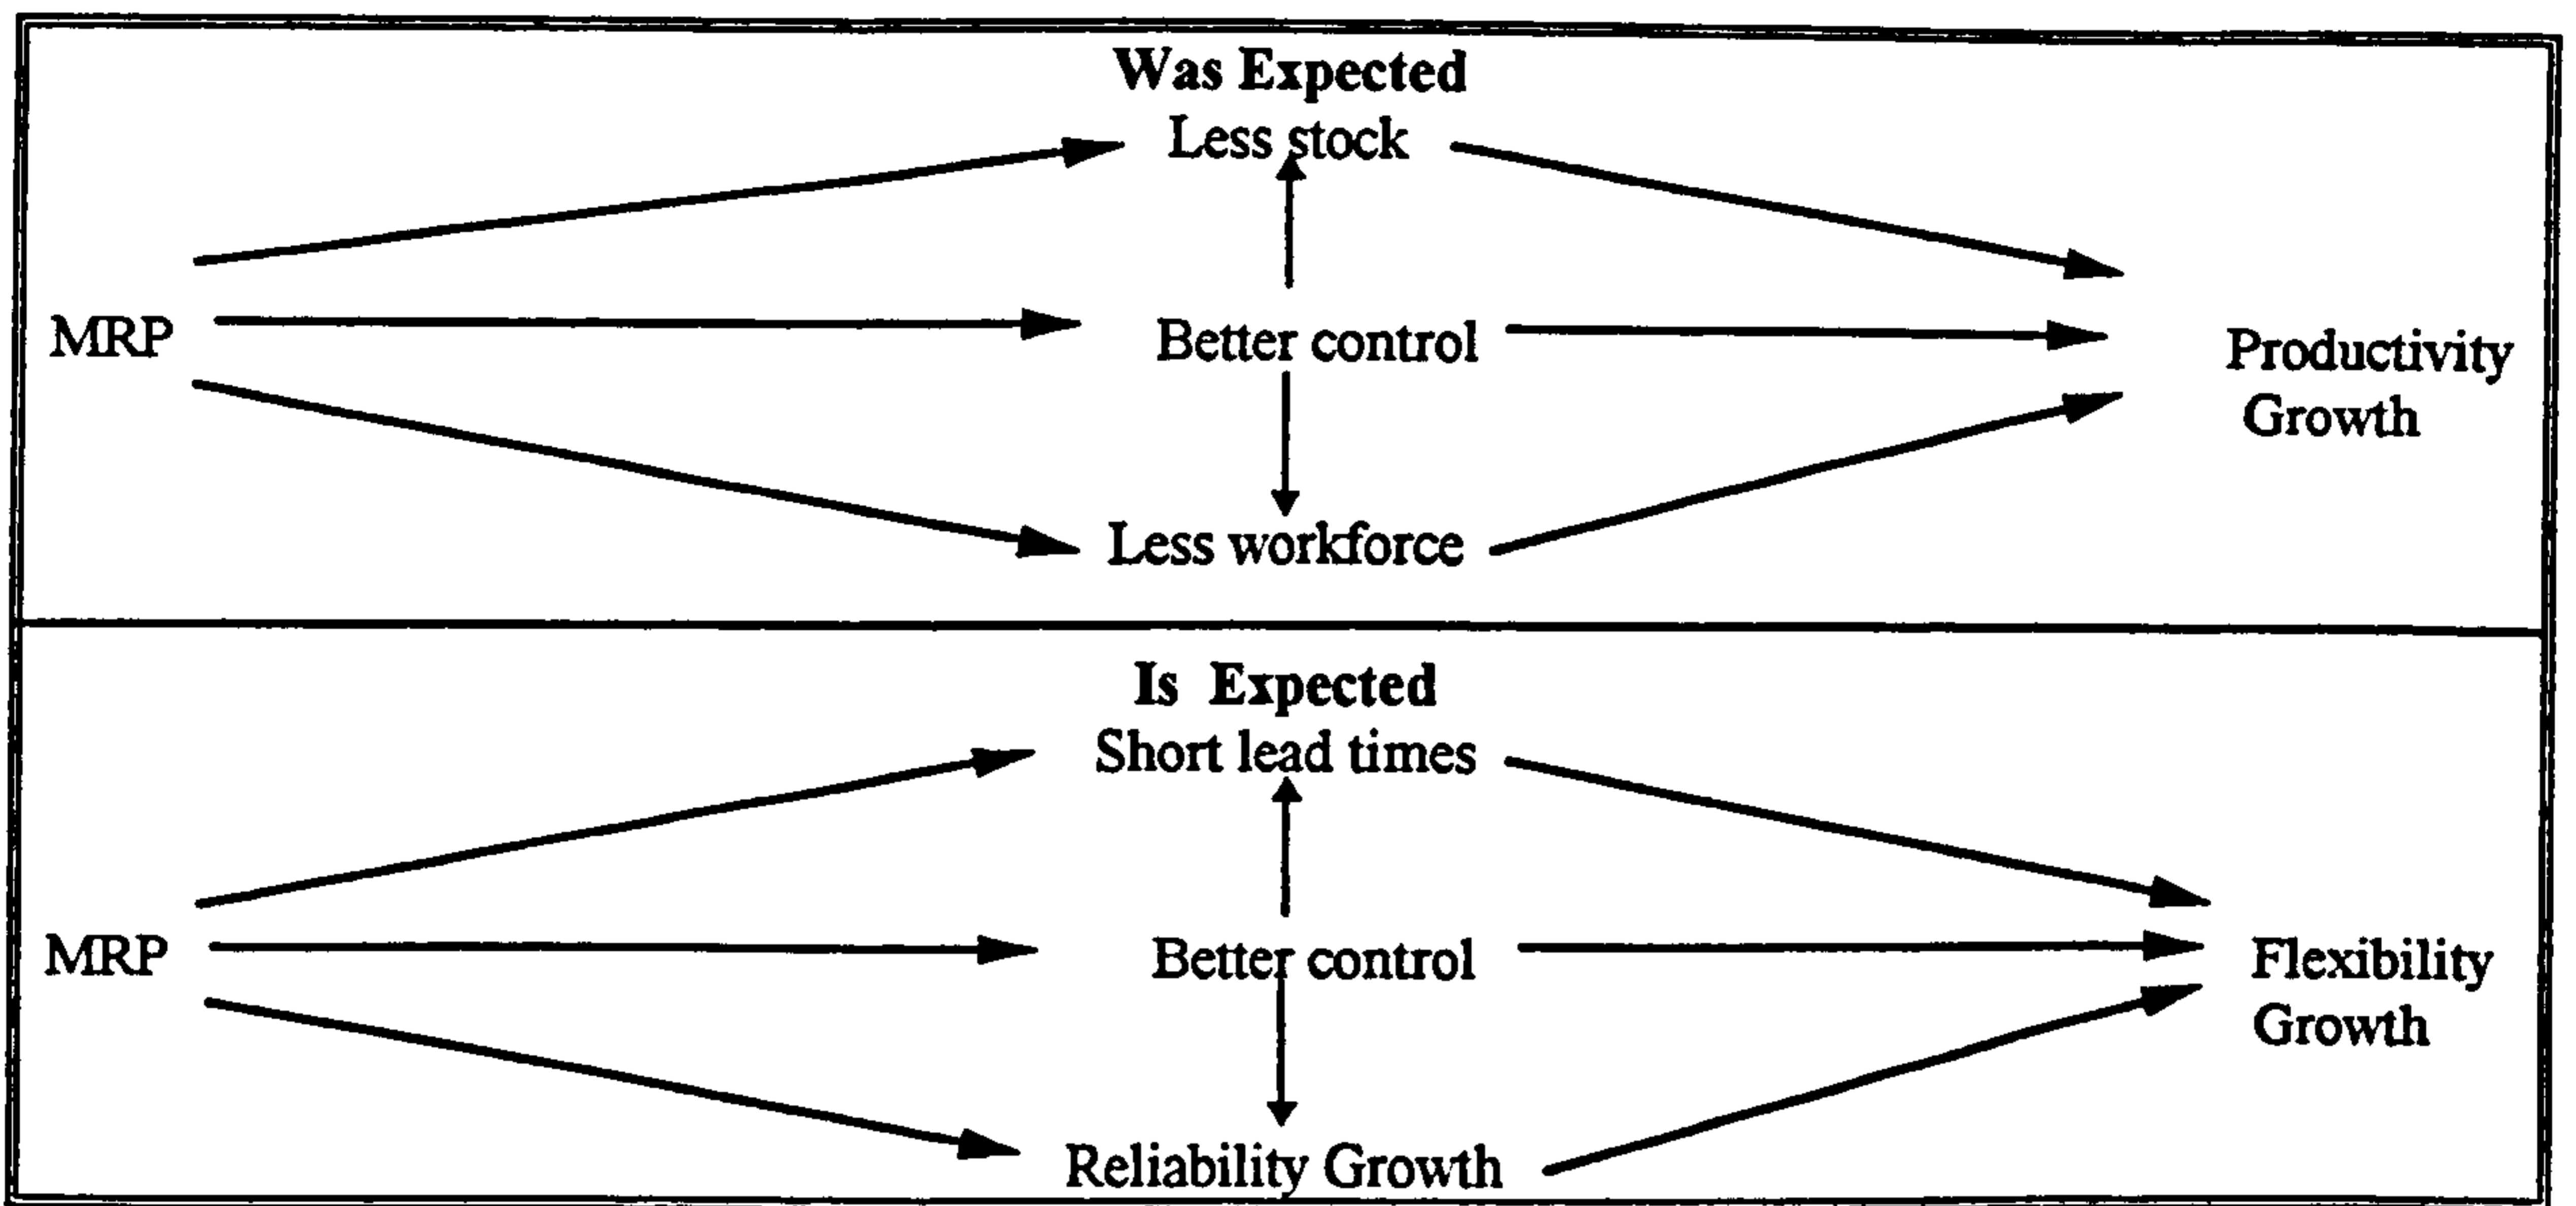 Was Expected
Less stock
MRP
Better control
Productivity
Growth
Less workforce
Is Expected
Short lead times
MRP
Better control
Flexibility
Growth
Reliability Growth